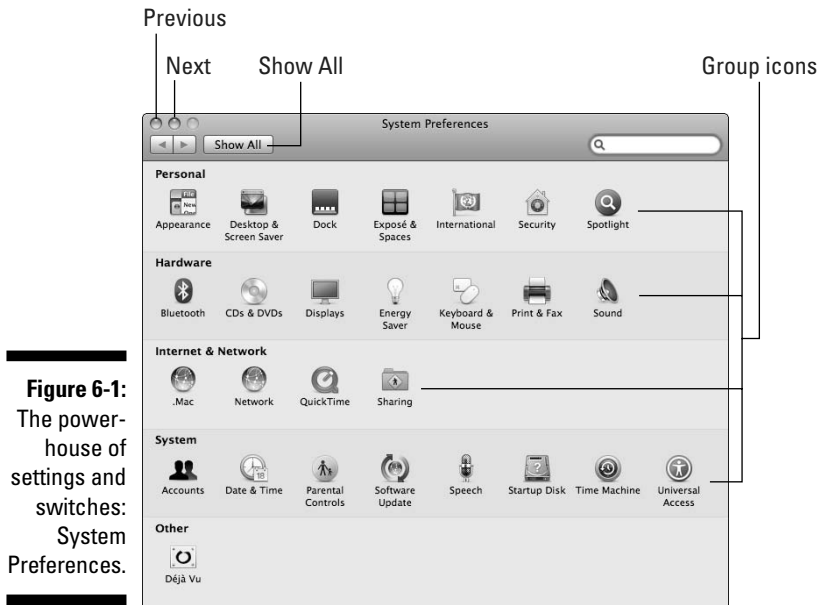 Previous
Next Show All Group icons
System Preferences
Show All
Personal
Appearance Desktop & Screen Saver Dock Exposé & Spaces International Security Spotlight
Hardware
Bluetooth CDs & DVDs Displays Energy Saver Keyboard & Mouse Print & Fax Sound
Internet & Network
.Mac Network QuickTime Sharing
System
Accounts Date & Time Parental Controls Software Update Speech Startup Disk Time Machine Universal Access
Other
Déjà Vu
Figure 6-1:
The power-
house of
settings and
switches:
System
Preferences.